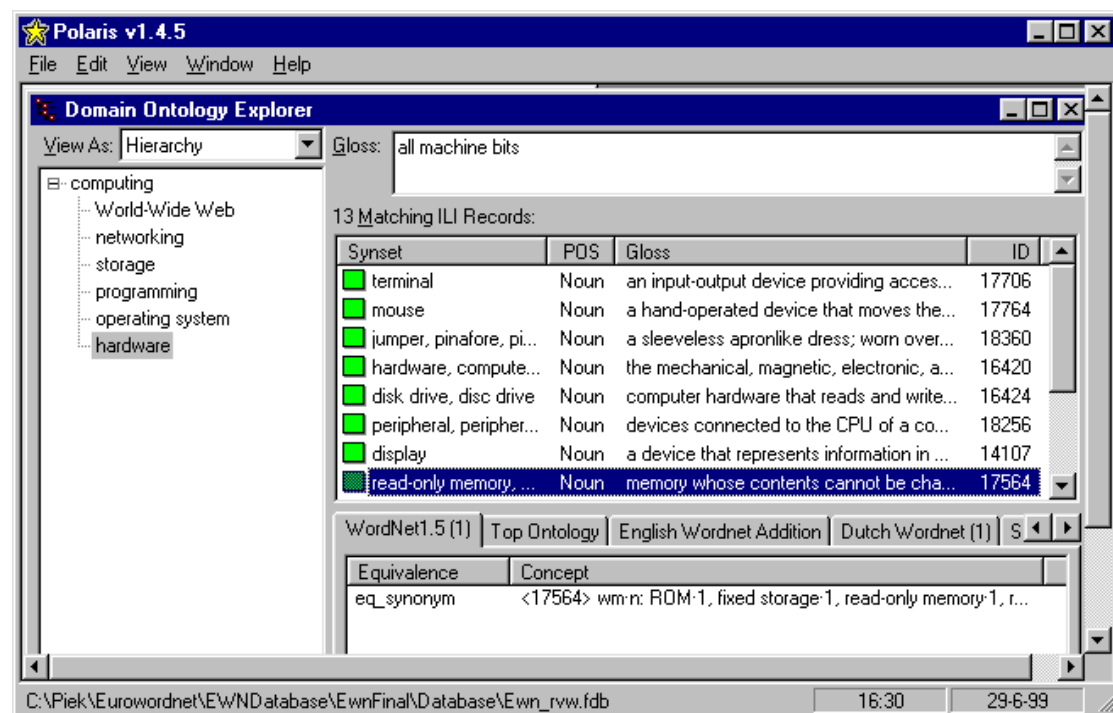 Polaris v1.4.5
File Edit View Window Help
Domain Ontology Explorer
View As: Hierarchy
Gloss: all machine bits
computing
World-Wide Web
networking
storage
programming
operating system
hardware
13 Matching ILI Records:
Synset POS Gloss ID
terminal Noun an input-output device providing acces... 17706
mouse Noun a hand-operated device that moves the... 17764
jumper, pinafore, pi... Noun a sleeveless apronlike dress; worn over... 18360
hardware, compute... Noun the mechanical, magnetic, electronic, a... 16420
disk drive, disc drive Noun computer hardware that reads and write... 16424
peripheral, peripher... Noun devices connected to the CPU of a co... 18256
display Noun a device that represents information in ... 14107
read-only memory, ... Noun memory whose contents cannot be cha... 17564
WordNet1.5 (1) Top Ontology English Wordnet Addition Dutch Wordnet (1) S
Equivalence Concept
eq_synonym <17564> wm·n: ROM·1, fixed storage·1, read-only memory·1, r...
C:\Piek\Eurowordnet\EWNDatabase\EwnFinal\Database\Ewn_rvw.fdb 16:30 29-6-99